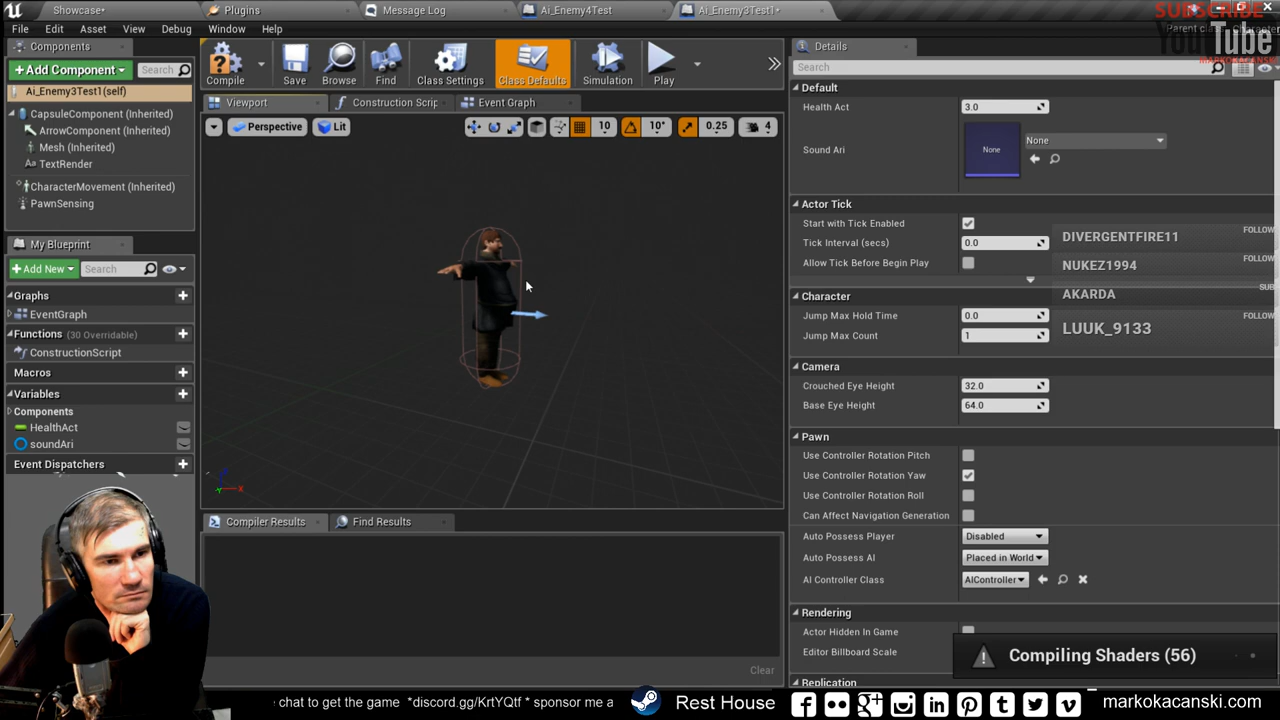 Showcase•
Plugins
Message Log
Ai_Enemy4Test
Ai_Enemy3Test1•
SUBSCRIBE
File Edit Asset View Debug Window Help
Parent class: Character
YouTube
MARKOKACANSKI
Components
+Add Component
Search
Ai_Enemy3Test1(self)
CapsuleComponent (Inherited)
ArrowComponent (Inherited)
Mesh (Inherited)
Aa TextRender
CharacterMovement (Inherited)
PawnSensing
My Blueprint
+Add New
Search
Graphs
EventGraph
Functions (30 Overridable)
ConstructionScript
Macros
Variables
Components
HealthAct
soundAri
Event Dispatchers
Compile
Save
Browse
Find
Class Settings
Class Defaults
Simulation
Play
Viewport
Construction Scrip
Event Graph
Perspective
Lit
10
10°
0.25
4
Z
Y
X
Compiler Results
Find Results
Clear
Details
Search
Default
Health Act 3.0
Sound Ari None None
Actor Tick
Start with Tick Enabled
Tick Interval (secs) 0.0
Allow Tick Before Begin Play
DIVERGENTFIRE11 FOLLOW
NUKEZ1994 FOLLOW
AKARDA SUB
LUUK_9133 FOLLOW
Character
Jump Max Hold Time 0.0
Jump Max Count 1
Camera
Crouched Eye Height 32.0
Base Eye Height 64.0
Pawn
Use Controller Rotation Pitch
Use Controller Rotation Yaw
Use Controller Rotation Roll
Can Affect Navigation Generation
Auto Possess Player Disabled
Auto Possess AI Placed in World
AI Controller Class AIController
Rendering
Actor Hidden In Game
Editor Billboard Scale
Replication
Compiling Shaders (56)
chat to get the game *discord.gg/KrtYQtf * sponsor me a
Rest House
markokacanski.com